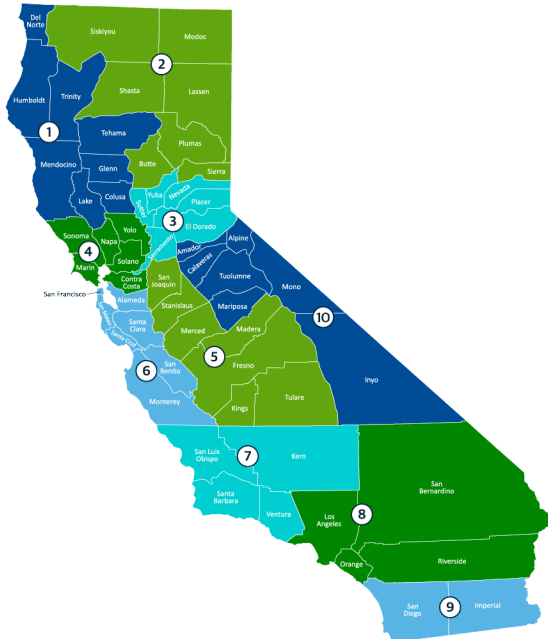 Del
Norte
Siskiyou
Modoc
2
Humboldt
Trinity
Shasta
Lassen
1
Tehama
Plumas
Mendocino
Glenn
Butte
Sierra
Lake
Colusa
Sutter
Yuba
Nevada
Placer
3
El Dorado
Sacramento
Sonoma
Napa
Yolo
4
Solano
Marin
Contra
Costa
Alpine
Amador
Calaveras
Tuolumne
Mono
San
Joaquin
San Francisco
Alameda
San Mateo
Santa
Clara
Santa Cruz
Stanislaus
Mariposa
10
Merced
Madera
5
Fresno
6
San
Benito
Monterey
Inyo
Kings
Tulare
San Luis
Obispo
7
Kern
Santa
Barbara
Ventura
San
Bernardino
Los
Angeles
8
Orange
Riverside
San
Diego
9
Imperial